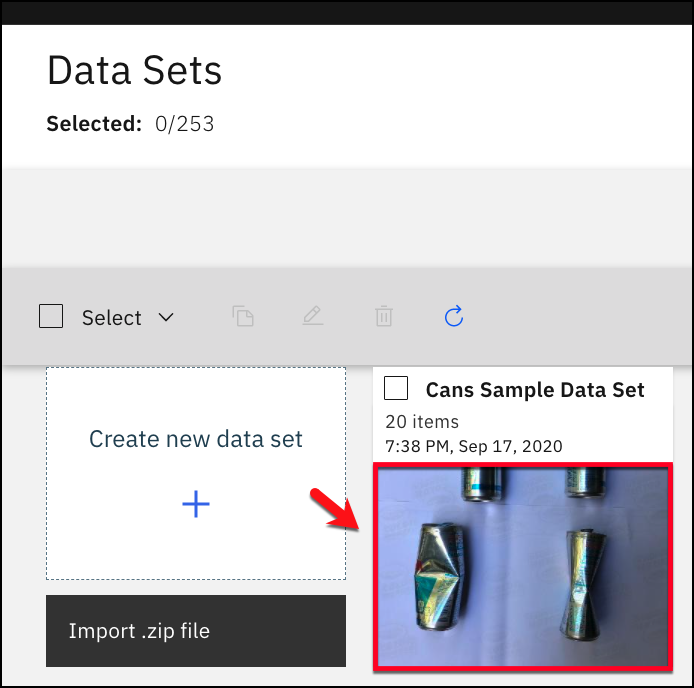 Data Sets
Selected: 0/253
Select
Create new data set
Import .zip file
Cans Sample Data Set
20 items
7:38 PM, Sep 17, 2020